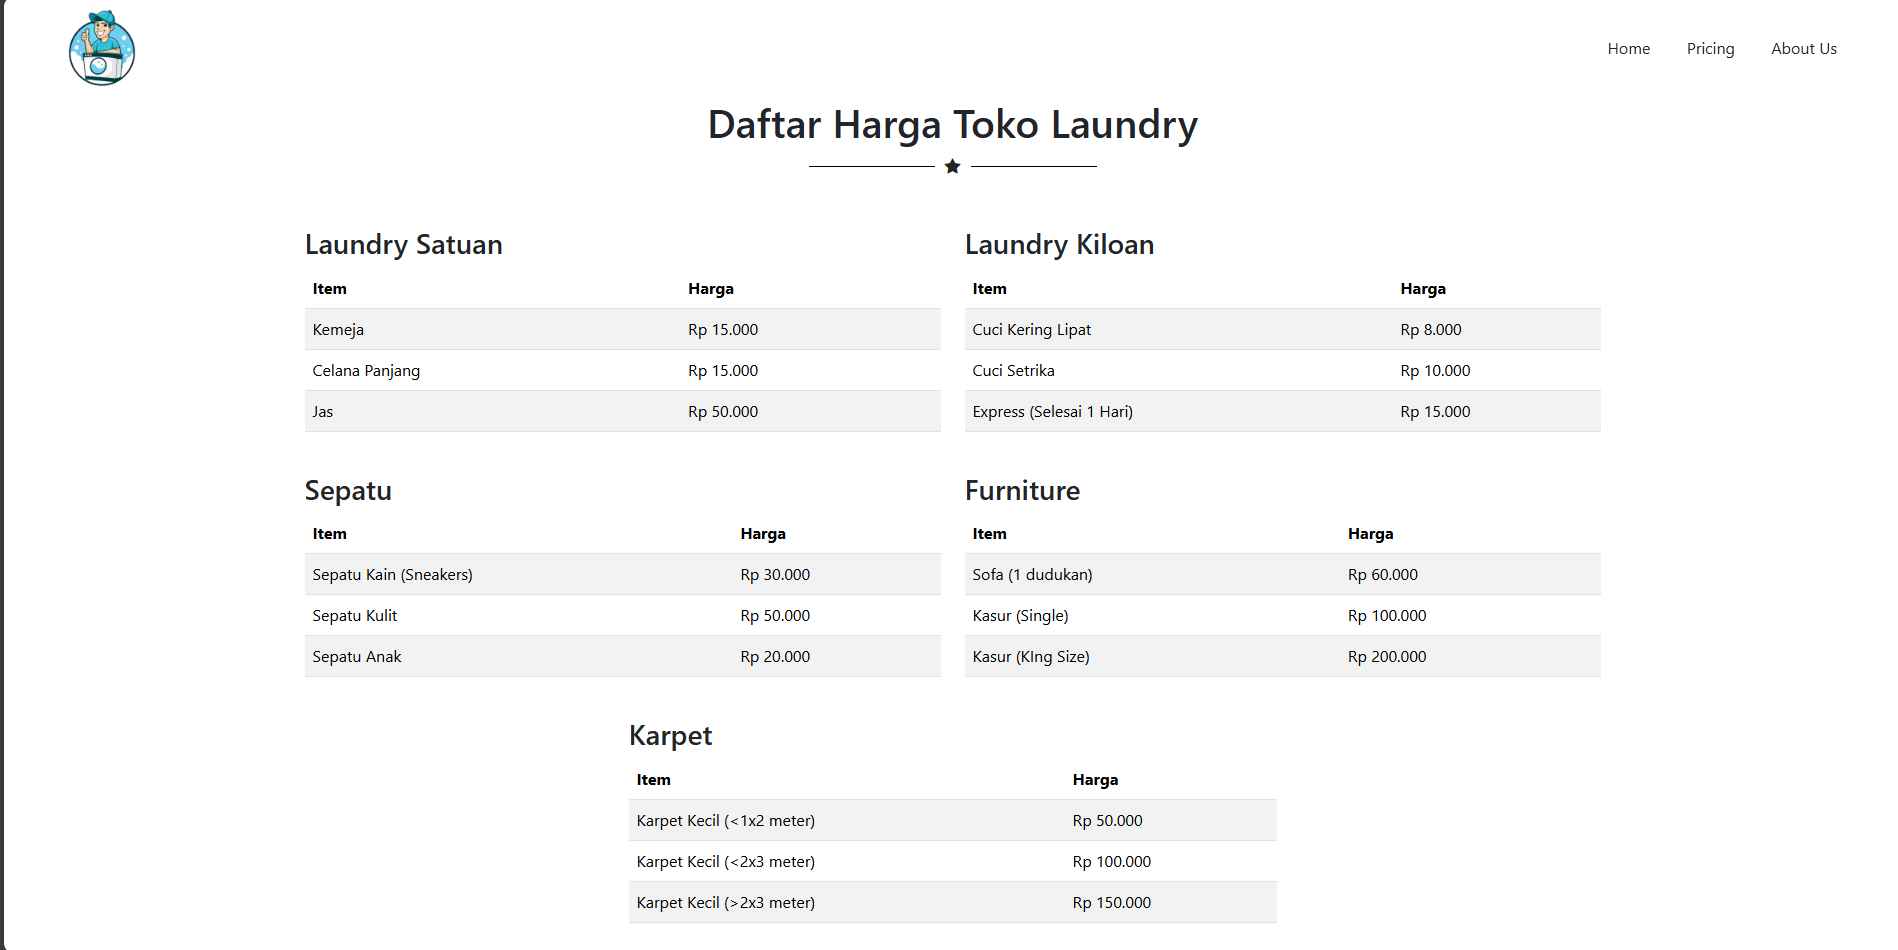 Home Pricing About Us
Daftar Harga Toko Laundry
Laundry Satuan
Item Harga
Kemeja Rp 15.000
Celana Panjang Rp 15.000
Jas Rp 50.000
Laundry Kiloan
Item Harga
Cuci Kering Lipat Rp 8.000
Cuci Setrika Rp 10.000
Express (Selesai 1 Hari) Rp 15.000
Sepatu
Item Harga
Sepatu Kain (Sneakers) Rp 30.000
Sepatu Kulit Rp 50.000
Sepatu Anak Rp 20.000
Furniture
Item Harga
Sofa (1 dudukan) Rp 60.000
Kasur (Single) Rp 100.000
Kasur (KIng Size) Rp 200.000
Karpet
Item Harga
Karpet Kecil (<1x2 meter) Rp 50.000
Karpet Kecil (<2x3 meter) Rp 100.000
Karpet Kecil (>2x3 meter) Rp 150.000